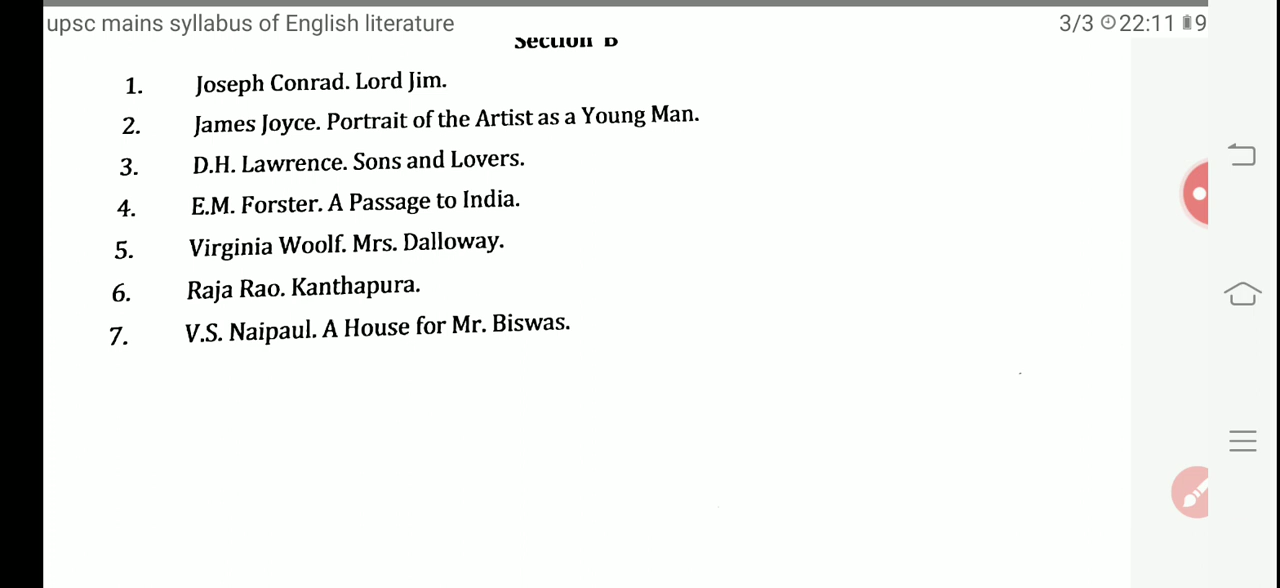 upsc mains syllabus of English literature
3/3 22:11 9
Section B
1. Joseph Conrad. Lord Jim.
2. James Joyce. Portrait of the Artist as a Young Man.
3. D.H. Lawrence. Sons and Lovers.
4. E.M. Forster. A Passage to India.
5. Virginia Woolf. Mrs. Dalloway.
6. Raja Rao. Kanthapura.
7. V.S. Naipaul. A House for Mr. Biswas.